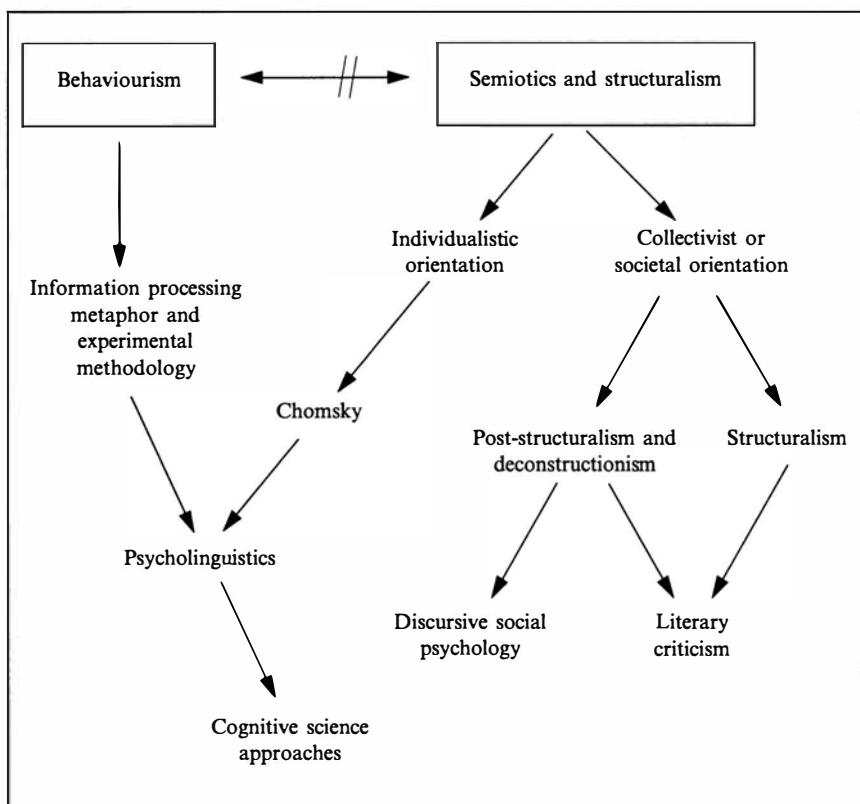 Behaviourism
Semiotics and structuralism
Individualistic
orientation
Collectivist or
societal orientation
Information processing
metaphor and
experimental
methodology
Chomsky
Post-structuralism and
deconstructionism
Structuralism
Psycholinguistics
Discursive social
psychology
Literary
criticism
Cognitive science
approaches